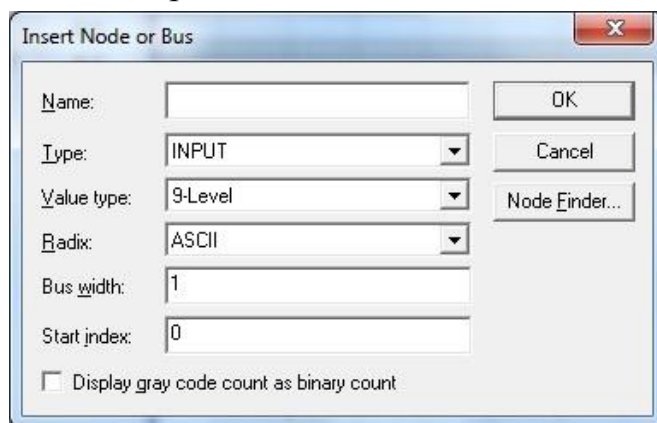 Insert Node or Bus
Name:
OK
Type: INPUT
Cancel
Value type: 9-Level
Node Finder...
Radix: ASCII
Bus width: 1
Start index: 0
Display gray code count as binary count